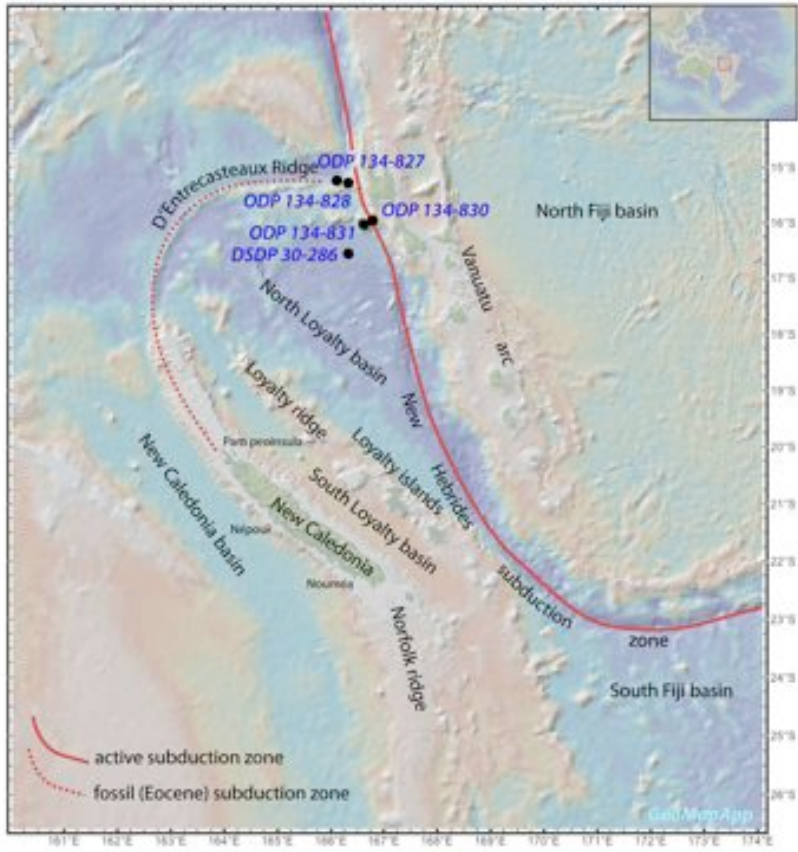 ODP 134-827
D'Entrecasteaux Ridge
ODP 134-828
ODP 134-830
ODP 134-831
DSDP 30-286
North Fiji basin
Vanuatu arc
North Loyalty basin
Loyalty ridge
Loyalty islands
New Hebrides subduction zone
Pam peninsula
South Loyalty basin
New Caledonia
New Caledonia basin
Népoui
Nouméa
Norfolk ridge
South Fiji basin
active subduction zone
fossil (Eocene) subduction zone
GeoMapApp
15°S
16°S
17°S
18°S
19°S
20°S
21°S
22°S
23°S
24°S
25°S
26°S
161°E 162°E 163°E 164°E 165°E 166°E 167°E 168°E 169°E 170°E 171°E 172°E 173°E 174°E